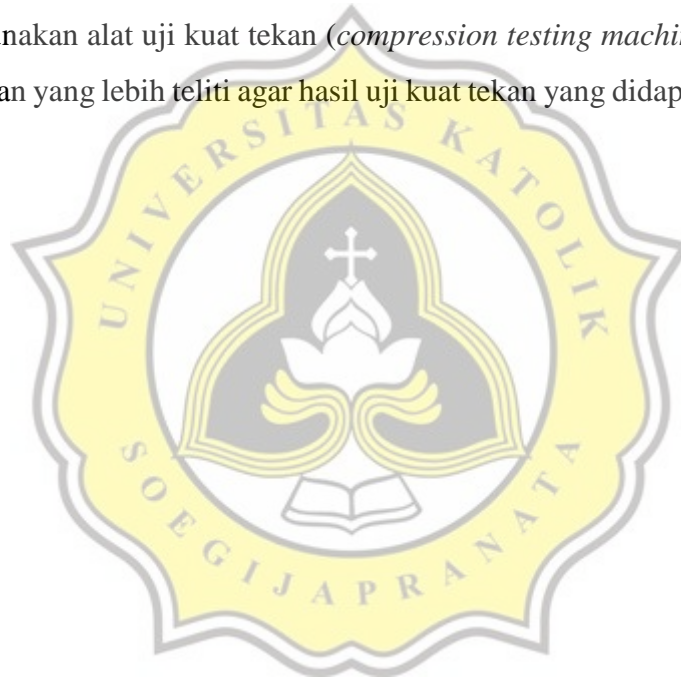 nakan alat uji kuat tekan (compression testing machin
an yang lebih teliti agar hasil uji kuat tekan yang didap
UNIVERSITAS KATOLIK
SOEGIJAPRANATA